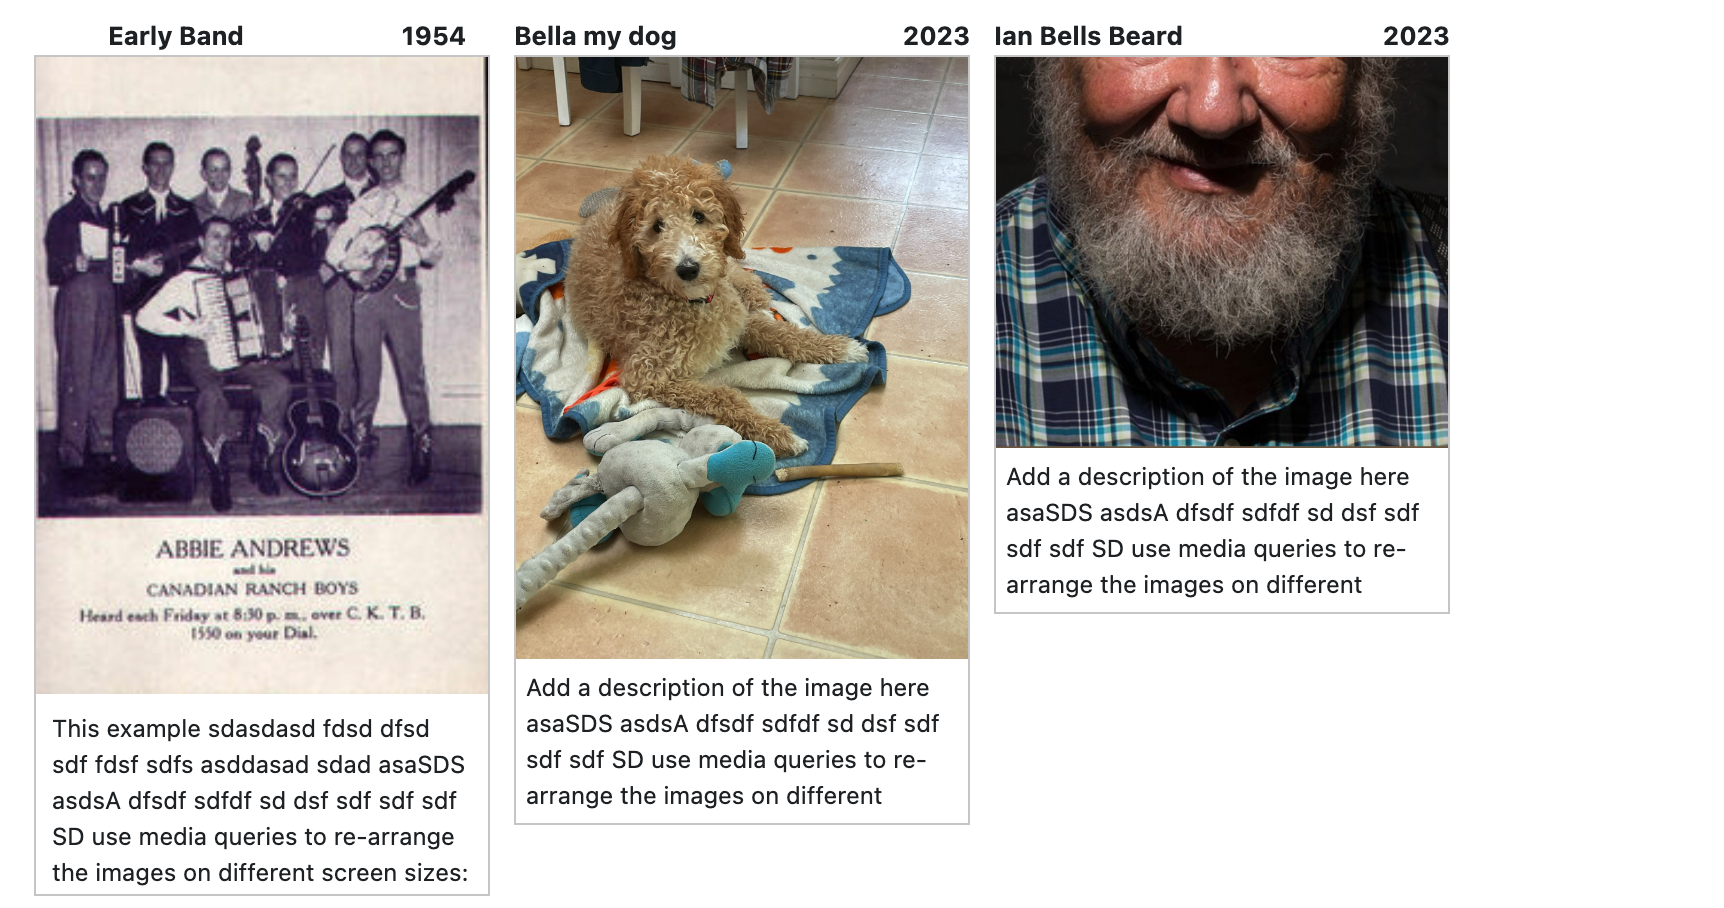 Early Band 1954
ABBIE ANDREWS
and his
CANADIAN RANCH BOYS
Heard each Friday at 8:30 p. m., over C. K. T. B.
1550 on your Dial.
This example sdasdasd fdsd dfsd
sdf fdsf sdfs asddasad sdad asaSDS
asdsA dfsdf sdfdf sd dsf sdf sdf sdf
SD use media queries to re-arrange
the images on different screen sizes:
Bella my dog 2023
Add a description of the image here
asaSDS asdsA dfsdf sdfdf sd dsf sdf
sdf sdf SD use media queries to re-
arrange the images on different
Ian Bells Beard 2023
Add a description of the image here
asaSDS asdsA dfsdf sdfdf sd dsf sdf
sdf sdf SD use media queries to re-
arrange the images on different